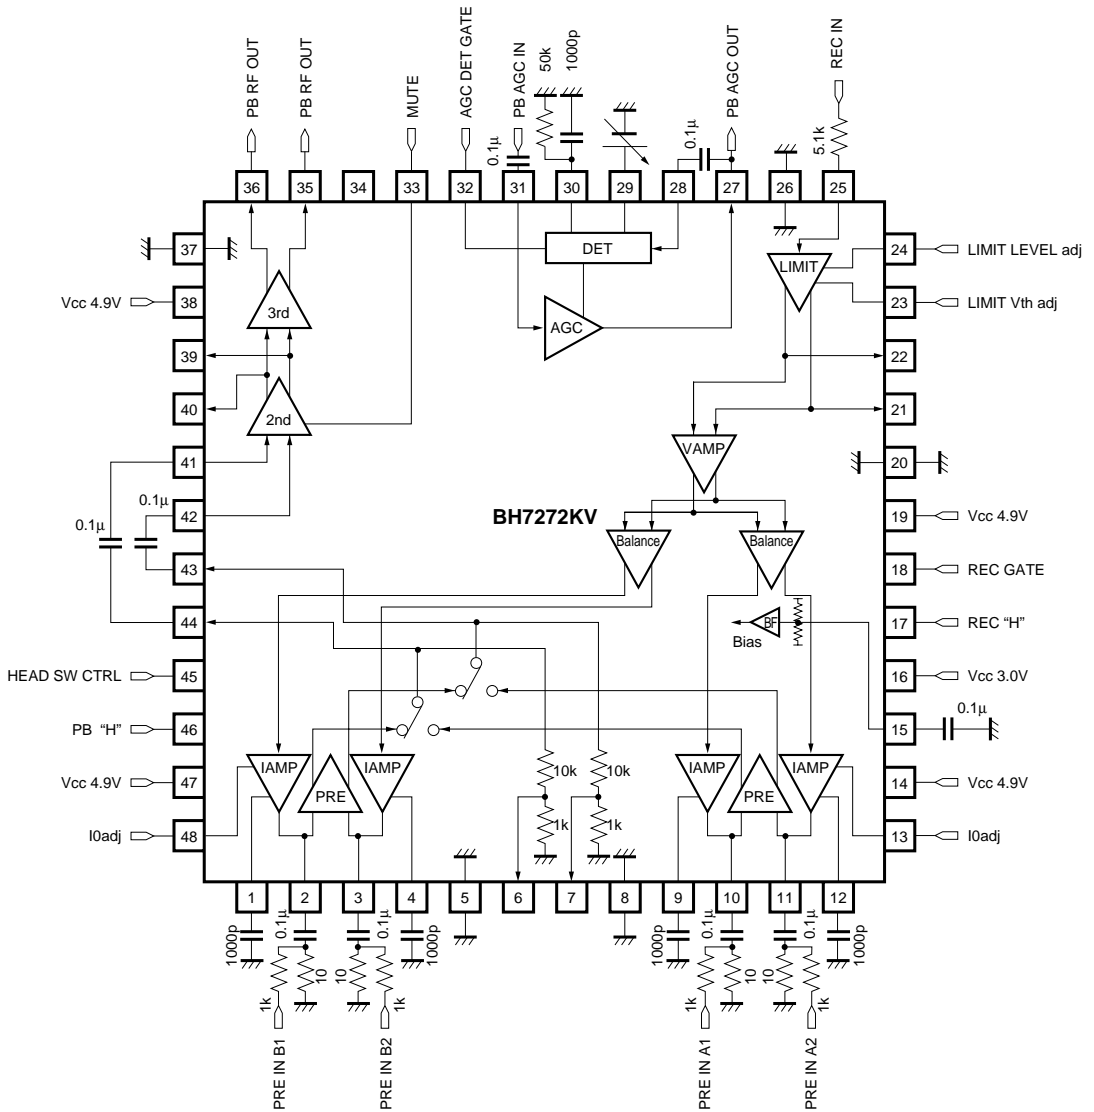 PB RF OUT
PB RF OUT
MUTE
AGC DET GATE
PB AGC IN
50k
1000p
PB AGC OUT
REC IN
0.1μ
0.1μ
5.1k
36
35
34
33
32
31
30
29
28
27
26
25
37
DET
LIMIT
24
LIMIT LEVEL adj
Vcc 4.9V
38
3rd
AGC
23
LIMIT Vth adj
39
22
40
2nd
21
41
VAMP
20
0.1μ
0.1μ
42
BH7272KV
19
Vcc 4.9V
43
Balance
Balance
18
REC GATE
44
BF
Bias
17
REC “H”
HEAD SW CTRL
45
16
Vcc 3.0V
PB “H”
46
15
0.1μ
Vcc 4.9V
47
IAMP
PRE
IAMP
10k
10k
IAMP
PRE
IAMP
14
Vcc 4.9V
I0adj
48
1k
1k
13
I0adj
1
2
3
4
5
6
7
8
9
10
11
12
1000p
0.1μ
0.1μ
1000p
1000p
0.1μ
0.1μ
1000p
1k
10
10
1k
1k
10
10
1k
PRE IN B1
PRE IN B2
PRE IN A1
PRE IN A2